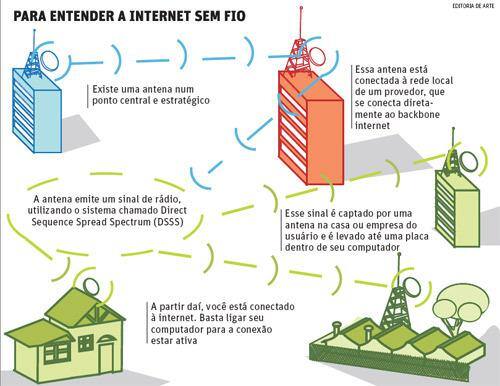 EDITORIA DE ARTE
PARA ENTENDER A INTERNET SEM FIO
Existe uma antena num
ponto central e estratégico
Essa antena está
conectada à rede local
de um provedor, que
se conecta direta-
mente ao backbone
internet
A antena emite um sinal de rádio,
utilizando o sistema chamado Direct
Sequence Spread Spectrum (DSSS)
Esse sinal é captado por uma
antena na casa ou empresa do
usuário e é levado até uma placa
dentro de seu computador
A partir daí, você está conectado
à internet. Basta ligar seu
computador para a conexão
estar ativa